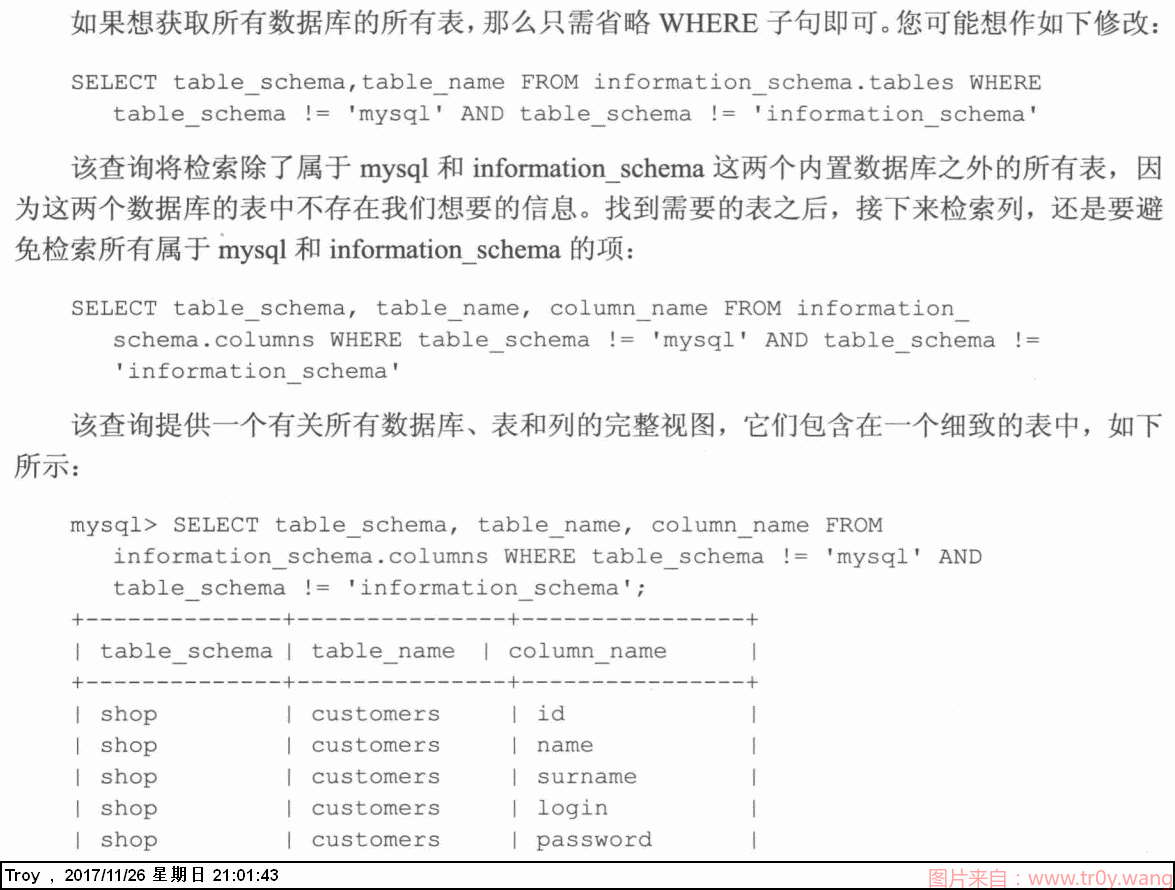 如果想获取所有数据库的所有表，那么只需省略 WHERE 子句即可。您可能想作如下修改：
SELECT table_schema,table_name FROM information_schema.tables WHERE
table_schema != 'mysql' AND table_schema != 'information_schema'
该查询将检索除了属于 mysql 和 information_schema 这两个内置数据库之外的所有表，因
为这两个数据库的表中不存在我们想要的信息。找到需要的表之后，接下来检索列，还是要避
免检索所有属于 mysql 和 information_schema 的项：
SELECT table_schema, table_name, column_name FROM information_
schema.columns WHERE table_schema != 'mysql' AND table_schema !=
'information_schema'
该查询提供一个有关所有数据库、表和列的完整视图，它们包含在一个细致的表中，如下
所示：
mysql> SELECT table_schema, table_name, column_name FROM
information_schema.columns WHERE table_schema != 'mysql' AND
table_schema != 'information_schema';
+--------------+---------------+----------------+
| table_schema | table_name | column_name |
+--------------+---------------+----------------+
| shop | customers | id |
| shop | customers | name |
| shop | customers | surname |
| shop | customers | login |
| shop | customers | password |
Troy , 2017/11/26 星期日 21:01:43
图片来自：www.tr0y.wang